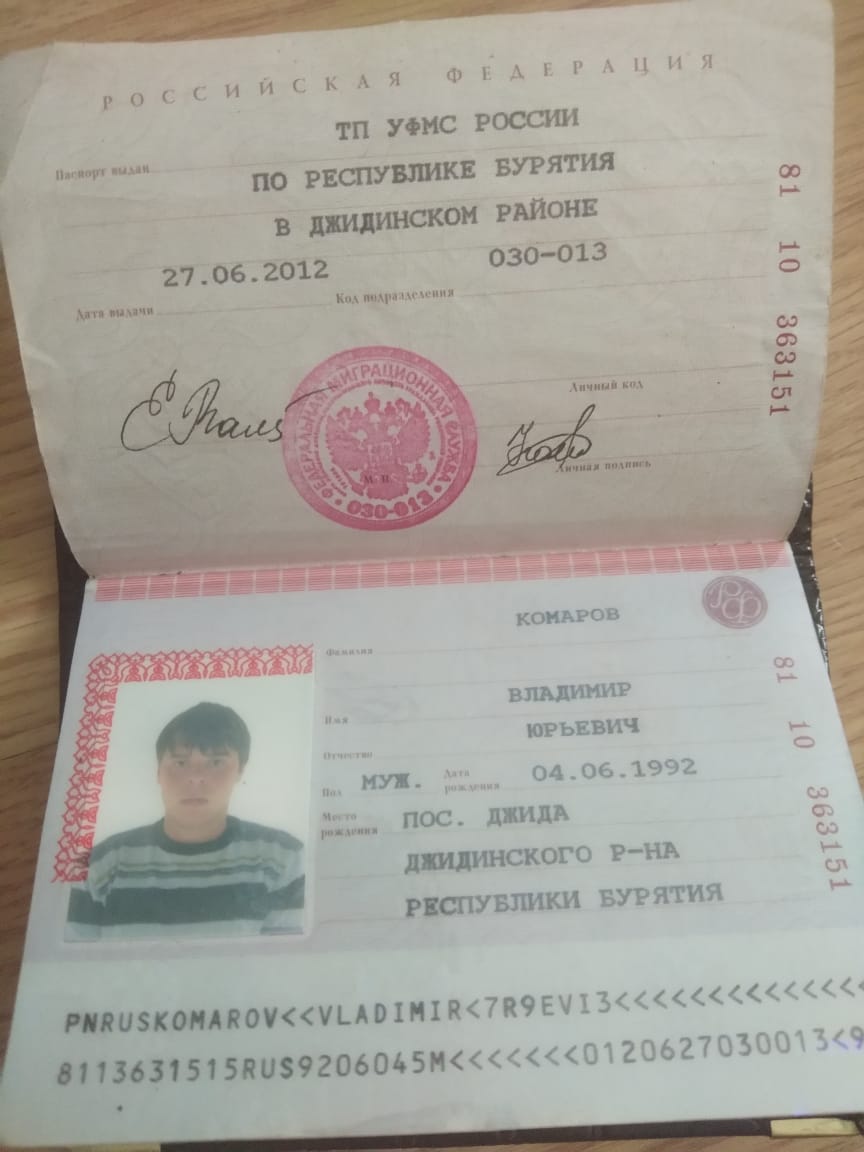 РОССИЙСКАЯ ФЕДЕРАЦИЯ
ТП УФМС РОССИИ
Паспорт выдан
ПО РЕСПУБЛИКЕ БУРЯТИЯ
В ДЖИДИНСКОМ РАЙОНЕ
27.06.2012 030-013
Дата выдачи Код подразделения
81 10 363151
Личный код
ФЕДЕРАЛЬНАЯ МИГРАЦИОННАЯ СЛУЖБА
М.П.
030-013
Личная подпись
РФ
КОМАРОВ
Фамилия
ВЛАДИМИР
Имя
ЮРЬЕВИЧ
Отчество
Пол МУЖ. Дата рождения 04.06.1992
Место рождения ПОС. ДЖИДА
ДЖИДИНСКОГО Р-НА
РЕСПУБЛИКИ БУРЯТИЯ
81 10 363151
PNRUSKOMAROV<<VLADIMIR<7R9EVI3<<<<<<<<<<<<<<
8113631515RUS9206045M<<<<<<<0120627030013<9